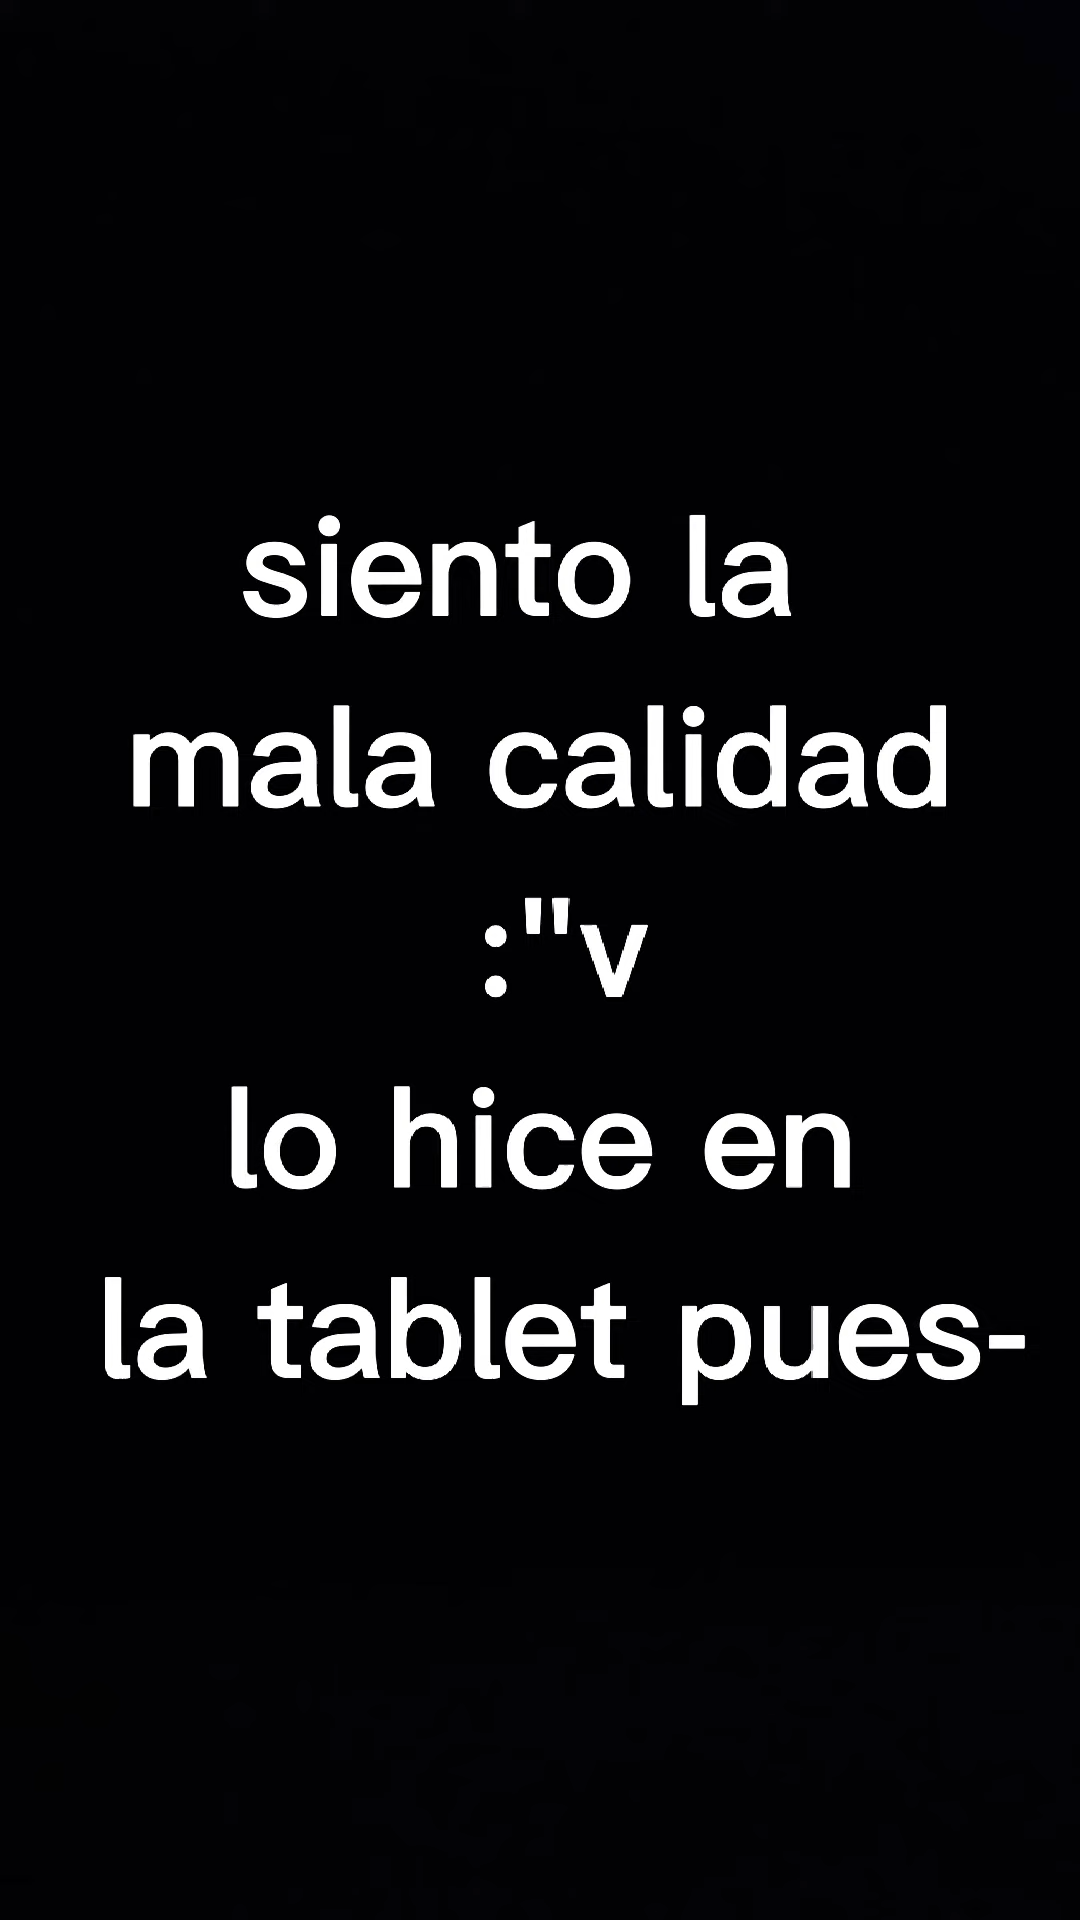 siento la
mala calidad
:"v
lo hice en
la tablet pues-